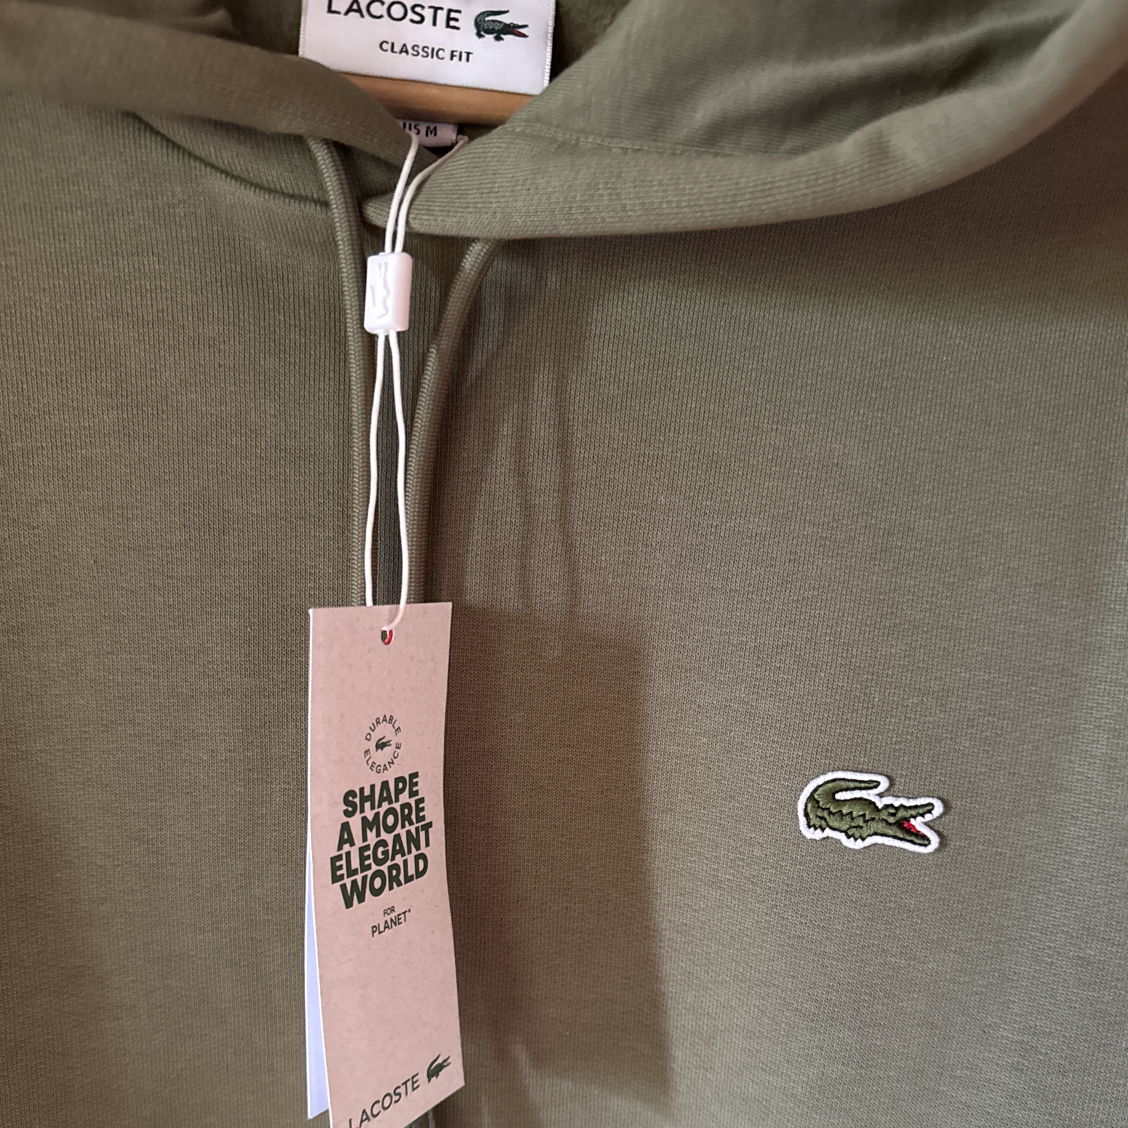 LACOSTE
CLASSIC FIT
US M
DURABLE
ELEGANCE
SHAPE
A MORE
ELEGANT
WORLD
FOR
PLANET*
LACOSTE